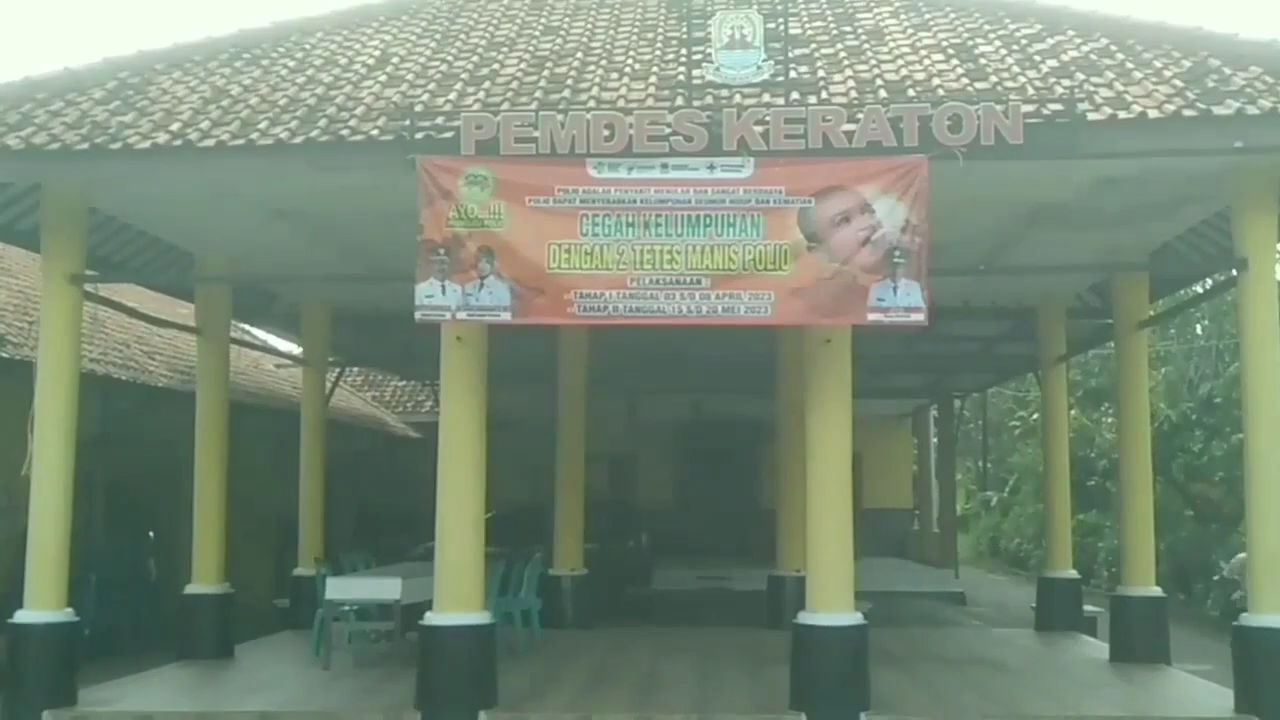 PEMDES KERATON
POLIO ADALAH PENYAKIT MENULAR DAN SANGAT BERBHAYA
POLIO DAPAT MENYEBABKAN KELUMPUHAN SEUMUR HIDUP DAN KEMATIAN
AYO...!!!
CEGAH KELUMPUHAN
DENGAN 2 TETES MANIS POLIO
PELAKSANAAN :
- TAHAP I TANGGAL 03 S/D 08 APRIL 2023
- TAHAP II TANGGAL 15 S/D 20 MEI 2023